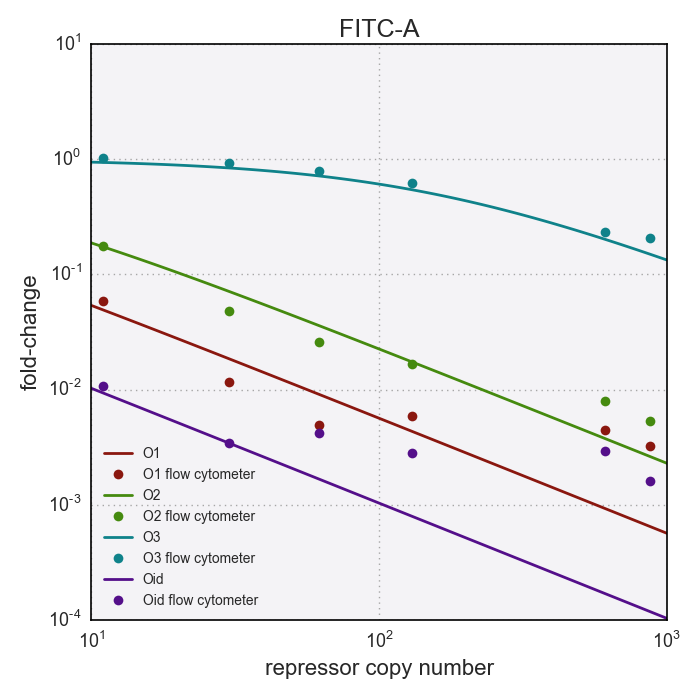 FITC-A
10^1
10^0
10^-1
10^-2
10^-3
10^-4
fold-change
O1
O1 flow cytometer
O2
O2 flow cytometer
O3
O3 flow cytometer
Oid
Oid flow cytometer
10^1 10^2 10^3
repressor copy number